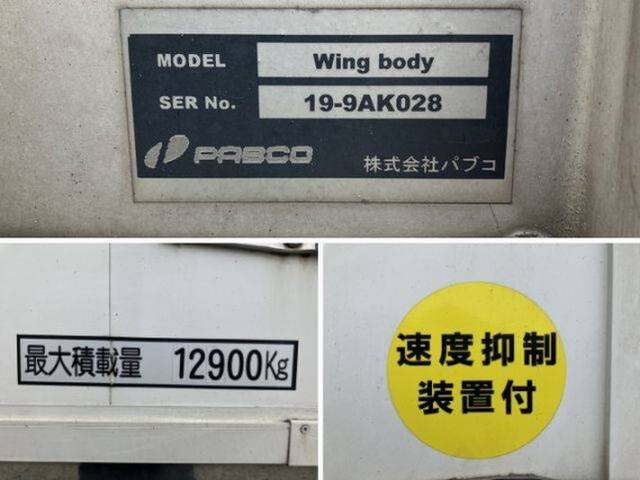 MODEL Wing body
SER No. 19-9AK028
PABCO 株式会社パブコ
最大積載量 12900Kg
速度抑制
装置付